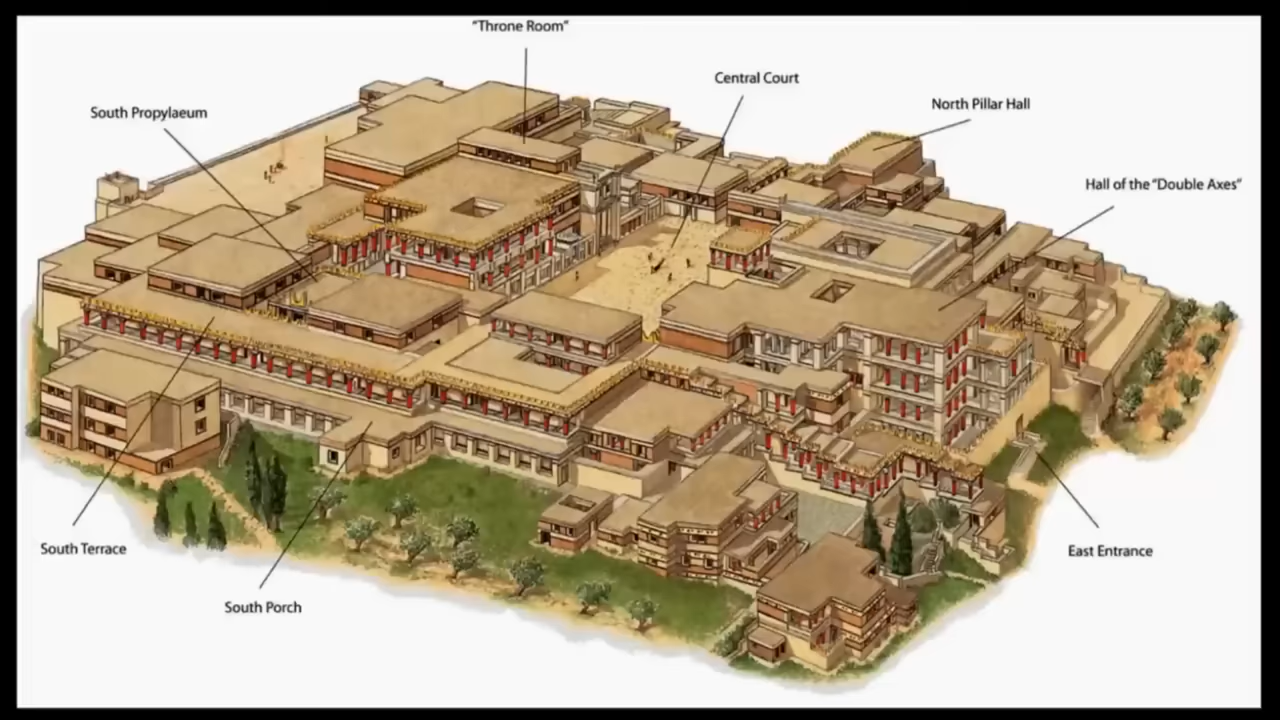 "Throne Room"
Central Court
North Pillar Hall
South Propylaeum
Hall of the "Double Axes"
South Terrace
East Entrance
South Porch